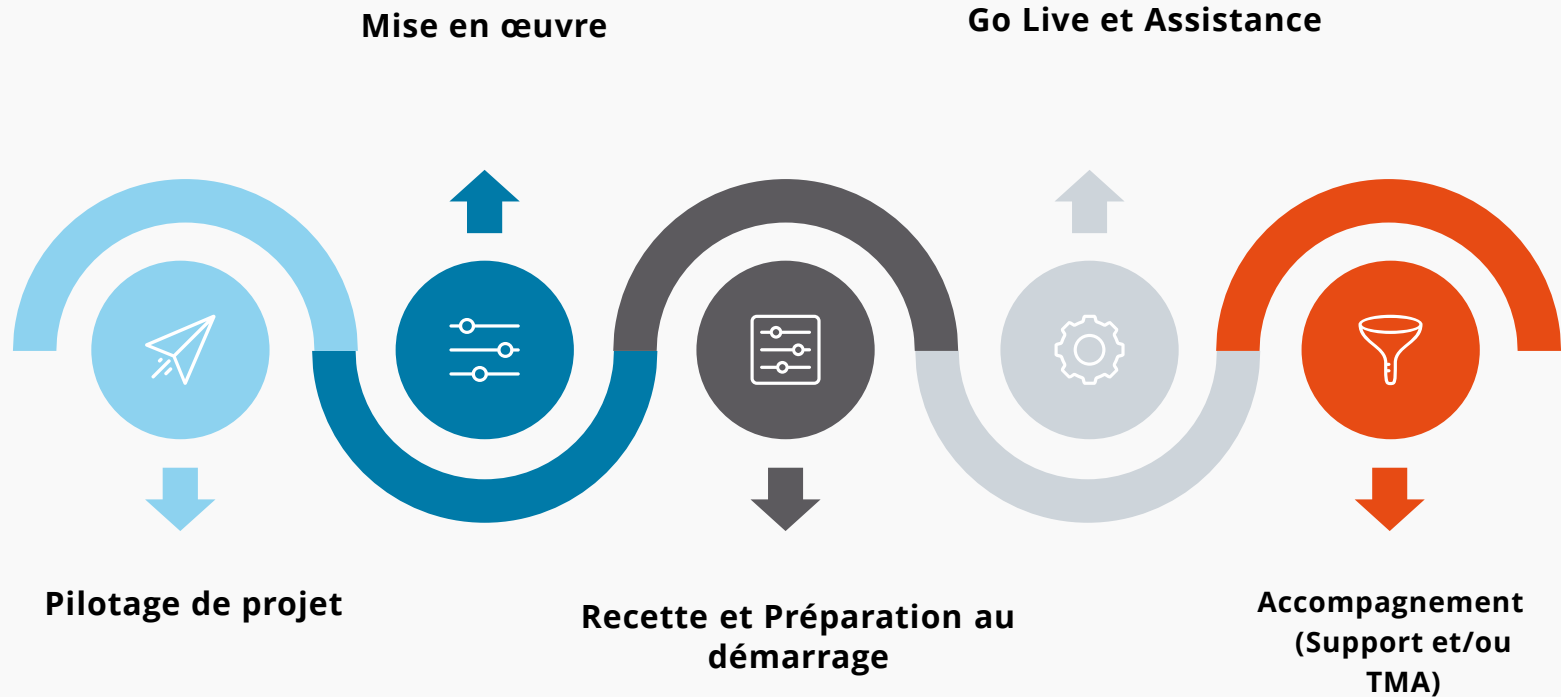 Mise en œuvre
Go Live et Assistance
Pilotage de projet
Recette et Préparation au
démarrage
Accompagnement
(Support et/ou
TMA)